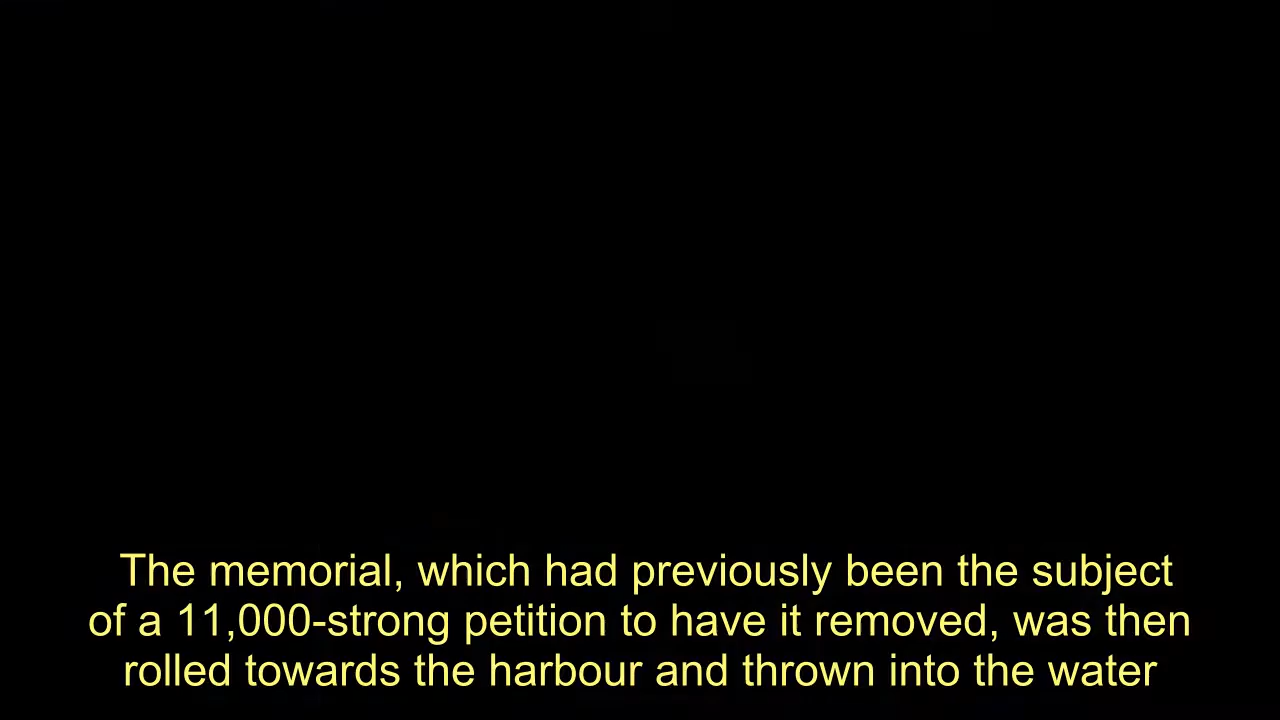 The memorial, which had previously been the subject
of a 11,000-strong petition to have it removed, was then
rolled towards the harbour and thrown into the water